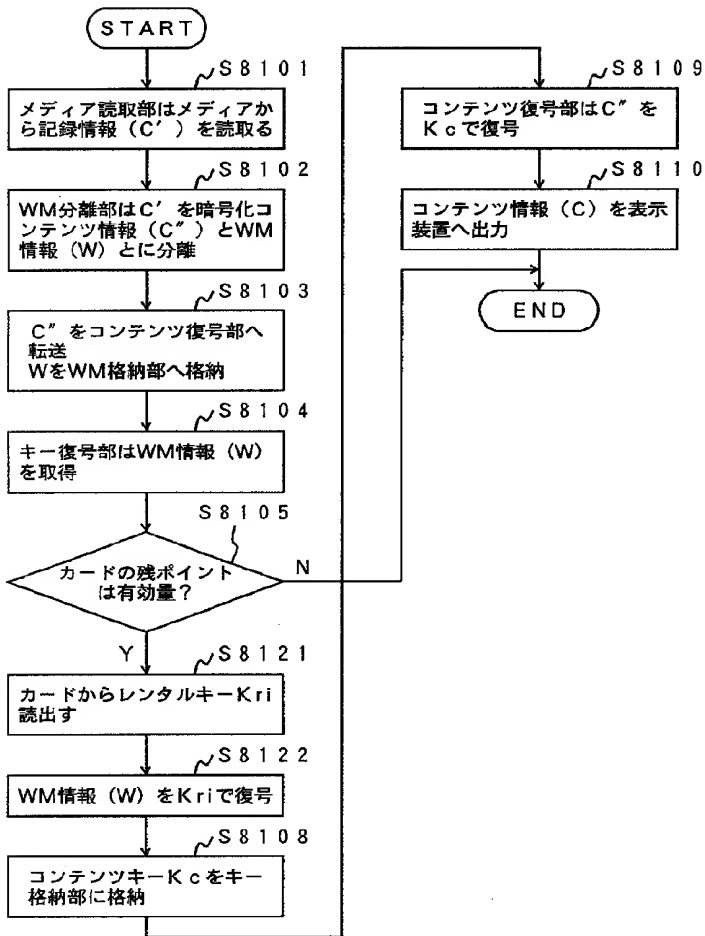 START
S8101
メディア読取部はメディアか
ら記録情報（C′）を読取る
S8102
WM分離部はC′を暗号化コ
ンテンツ情報（C″）とWM
情報（W）とに分離
S8103
C″をコンテンツ復号部へ
転送
WをWM格納部へ格納
S8104
キー復号部はWM情報（W）
を取得
S8105
カードの残ポイント
は有効量？
N
Y
S8121
カードからレンタルキーKri
読出す
S8122
WM情報（W）をKriで復号
S8108
コンテンツキーKcをキー
格納部に格納
S8109
コンテンツ復号部はC″を
Kcで復号
S8110
コンテンツ情報（C）を表示
装置へ出力
END